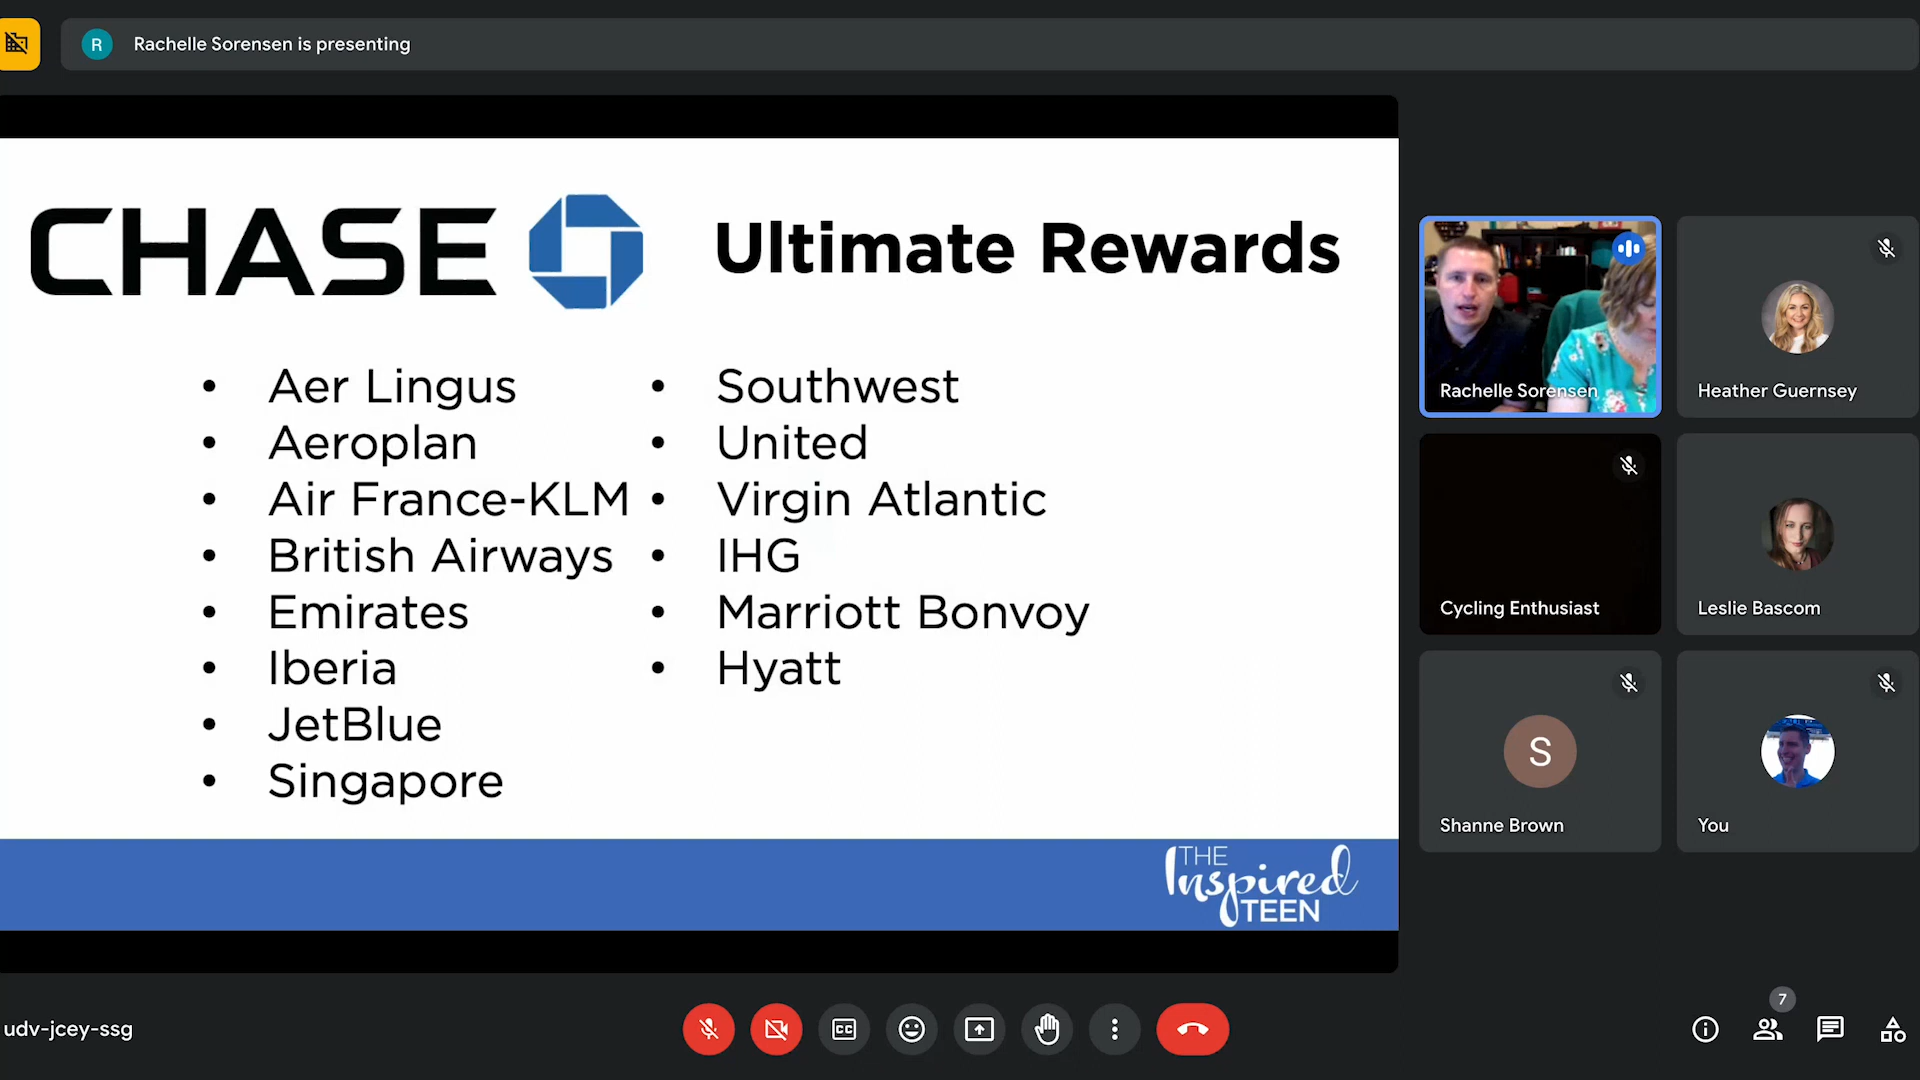 R Rachelle Sorensen is presenting
CHASE Ultimate Rewards
• Aer Lingus
• Aeroplan
• Air France-KLM
• British Airways
• Emirates
• Iberia
• JetBlue
• Singapore
• Southwest
• United
• Virgin Atlantic
• IHG
• Marriott Bonvoy
• Hyatt
THE
Inspired
TEEN
Rachelle Sorensen
Heather Guernsey
Cycling Enthusiast
Leslie Bascom
S
Shanne Brown
You
udv-jcey-ssg
CC
7